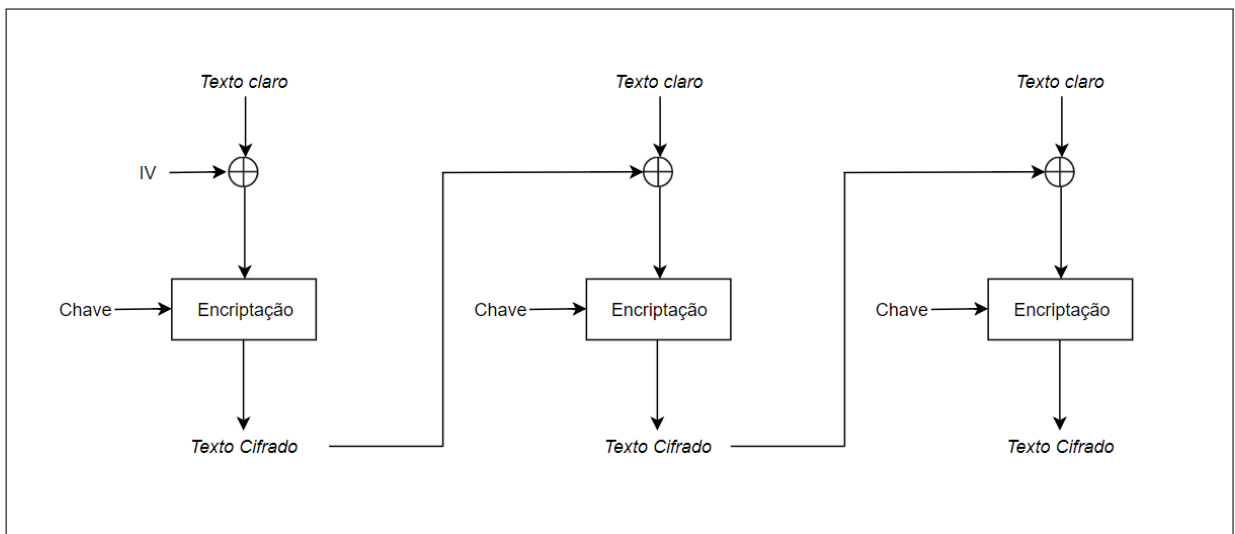 Texto claro
Texto claro
Texto claro
IV
Chave
Encriptação
Chave
Encriptação
Chave
Encriptação
Texto Cifrado
Texto Cifrado
Texto Cifrado